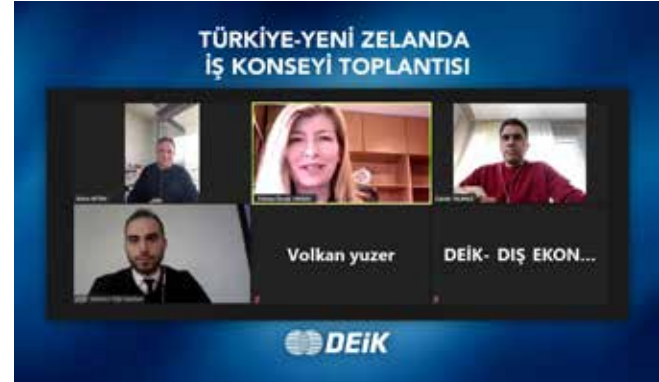 TÜRKİYE-YENİ ZELANDA
İŞ KONSEYİ TOPLANTISI
Volkan yuzer
DEİK- DIŞ EKON...
DEİK